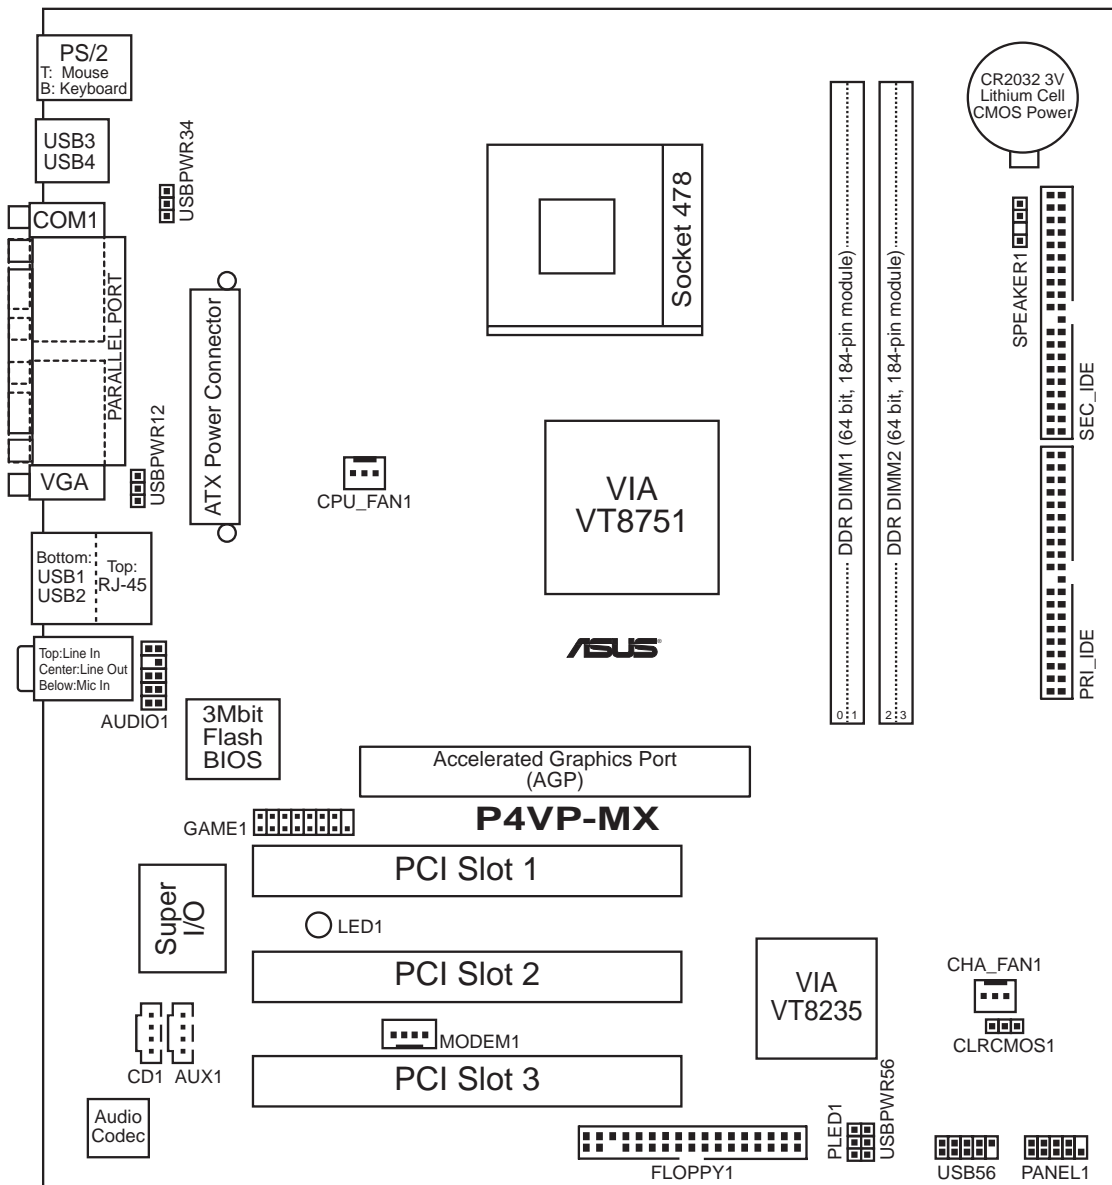 PS/2
T: Mouse
B: Keyboard
USB3
USB4
USBPWR34
COM1
PARALLEL PORT
VGA
USBPWR12
ATX Power Connector
Bottom:
USB1
USB2
Top:
RJ-45
Top:Line In
Center:Line Out
Below:Mic In
AUDIO1
CPU_FAN1
Socket 478
VIA
VT8751
ASUS
DDR DIMM1 (64 bit, 184-pin module)
0 1
DDR DIMM2 (64 bit, 184-pin module)
2 3
CR2032 3V
Lithium Cell
CMOS Power
SPEAKER1
SEC_IDE
PRI_IDE
3Mbit
Flash
BIOS
Accelerated Graphics Port
(AGP)
P4VP-MX
GAME1
PCI Slot 1
Super
I/O
LED1
PCI Slot 2
VIA
VT8235
CHA_FAN1
CLRCMOS1
MODEM1
CD1
AUX1
PCI Slot 3
Audio
Codec
FLOPPY1
PLED1
USBPWR56
USB56
PANEL1